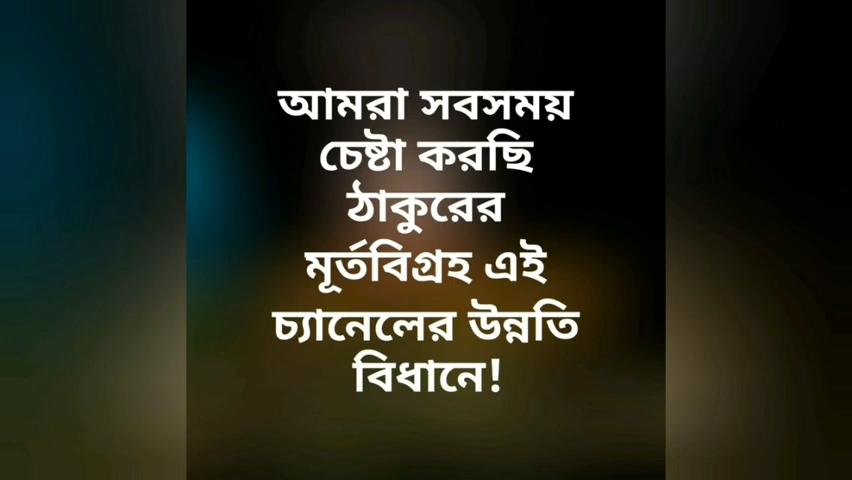 আমরা সবসময়
চেষ্টা করছি
ঠাকুরের
মূর্তবিগ্রহ এই
চ্যানেলের উন্নতি
বিধানে!